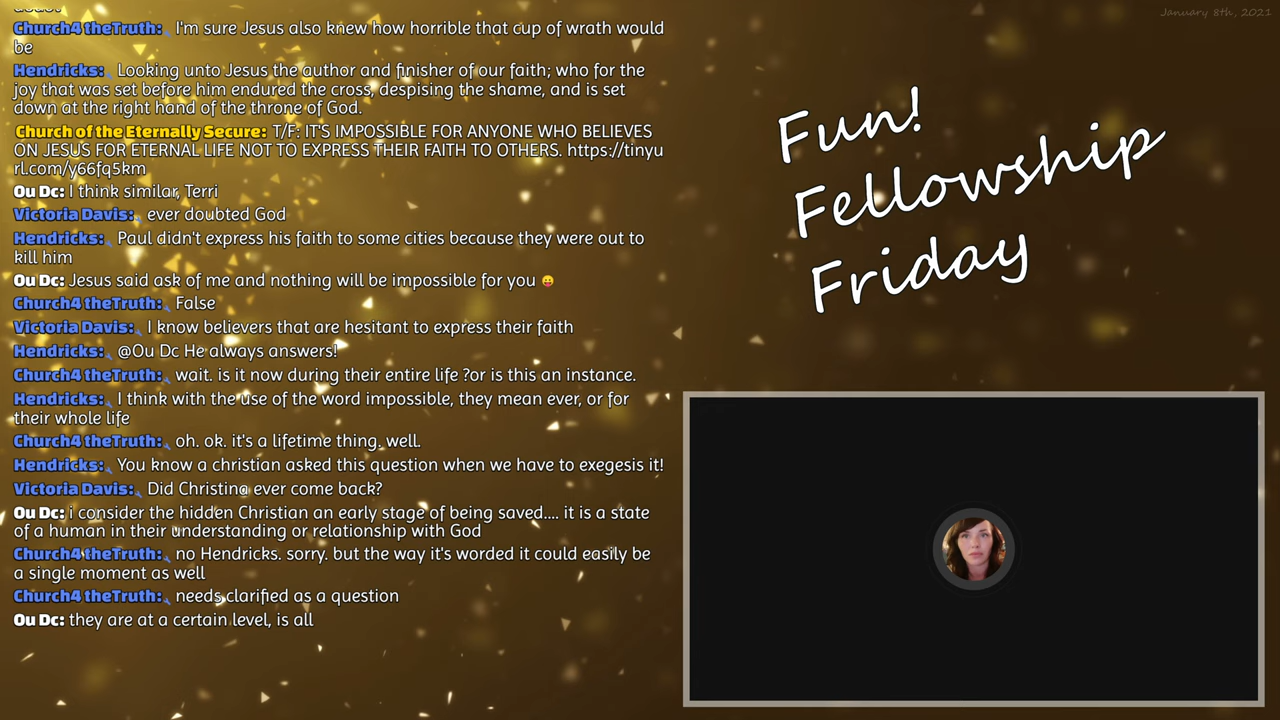 Church4 theTruth: I'm sure Jesus also knew how horrible that cup of wrath would
be
Hendricks: Looking unto Jesus the author and finisher of our faith; who for the
joy that was set before him endured the cross, despising the shame, and is set
down at the right hand of the throne of God.
Church of the Eternally Secure: T/F: IT'S IMPOSSIBLE FOR ANYONE WHO BELIEVES
ON JESUS FOR ETERNAL LIFE NOT TO EXPRESS THEIR FAITH TO OTHERS. https://tinyu
rl.com/y66fq5km
Ou Dc: I think similar, Terri
Victoria Davis: ever doubted God
Hendricks: Paul didn't express his faith to some cities because they were out to
kill him
Ou Dc: Jesus said ask of me and nothing will be impossible for you 😛
Church4 theTruth: False
Victoria Davis: I know believers that are hesitant to express their faith
Hendricks: @Ou Dc He always answers!
Church4 theTruth: wait. is it now during their entire life ?or is this an instance.
Hendricks: I think with the use of the word impossible, they mean ever, or for
their whole life
Church4 theTruth: oh. ok. it's a lifetime thing. well.
Hendricks: You know a christian asked this question when we have to exegesis it!
Victoria Davis: Did Christina ever come back?
Ou Dc: i consider the hidden Christian an early stage of being saved.... it is a state
of a human in their understanding or relationship with God
Church4 theTruth: no Hendricks. sorry. but the way it's worded it could easily be
a single moment as well
Church4 theTruth: needs clarified as a question
Ou Dc: they are at a certain level, is all
January 8th, 2021
Fun!
Fellowship
Friday